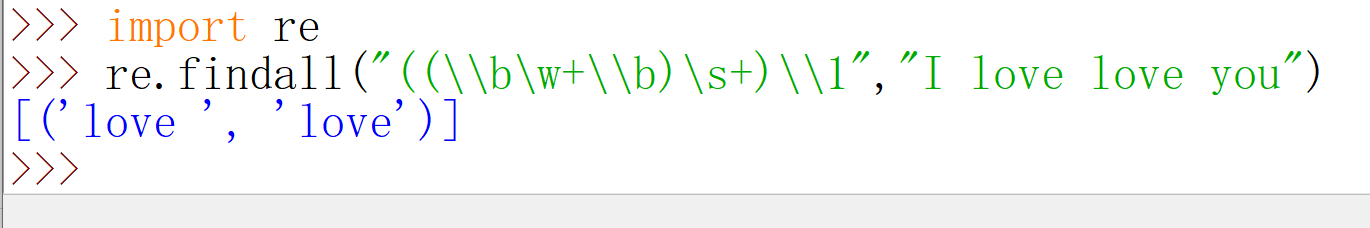 >>> import re
>>> re.findall("((\\b\w+\\b)\s+)\\1","I love love you")
[('love ', 'love')]
>>>